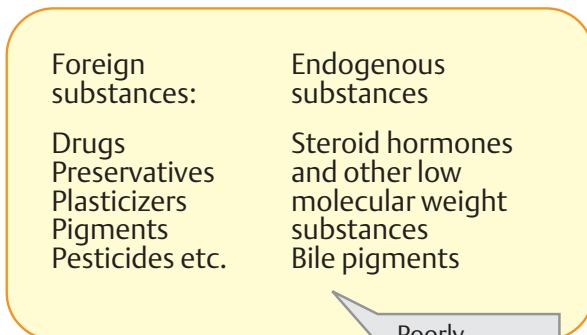 Foreign
substances:
Drugs
Preservatives
Plasticizers
Pigments
Pesticides etc.
Endogenous
substances
Steroid hormones
and other low
molecular weight
substances
Bile pigments
Poorly